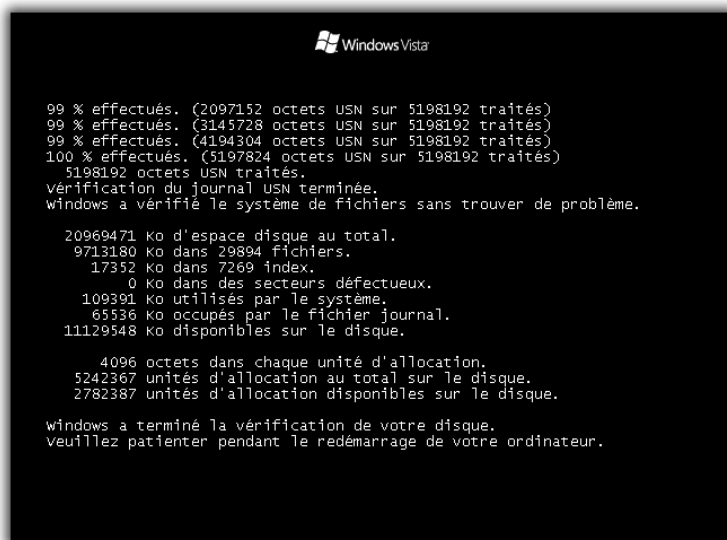 Windows Vista
99 % effectués. (2097152 octets USN sur 5198192 traités)
99 % effectués. (3145728 octets USN sur 5198192 traités)
99 % effectués. (4194304 octets USN sur 5198192 traités)
100 % effectués. (5197824 octets USN sur 5198192 traités)
5198192 octets USN traités.
Vérification du journal USN terminée.
Windows a vérifié le système de fichiers sans trouver de problème.
20969471 Ko d'espace disque au total.
9713180 Ko dans 29894 fichiers.
17352 Ko dans 7269 index.
0 Ko dans des secteurs défectueux.
109391 Ko utilisés par le système.
65536 Ko occupés par le fichier journal.
11129548 Ko disponibles sur le disque.
4096 octets dans chaque unité d'allocation.
5242367 unités d'allocation au total sur le disque.
2782387 unités d'allocation disponibles sur le disque.
Windows a terminé la vérification de votre disque.
Veuillez patienter pendant le redémarrage de votre ordinateur.